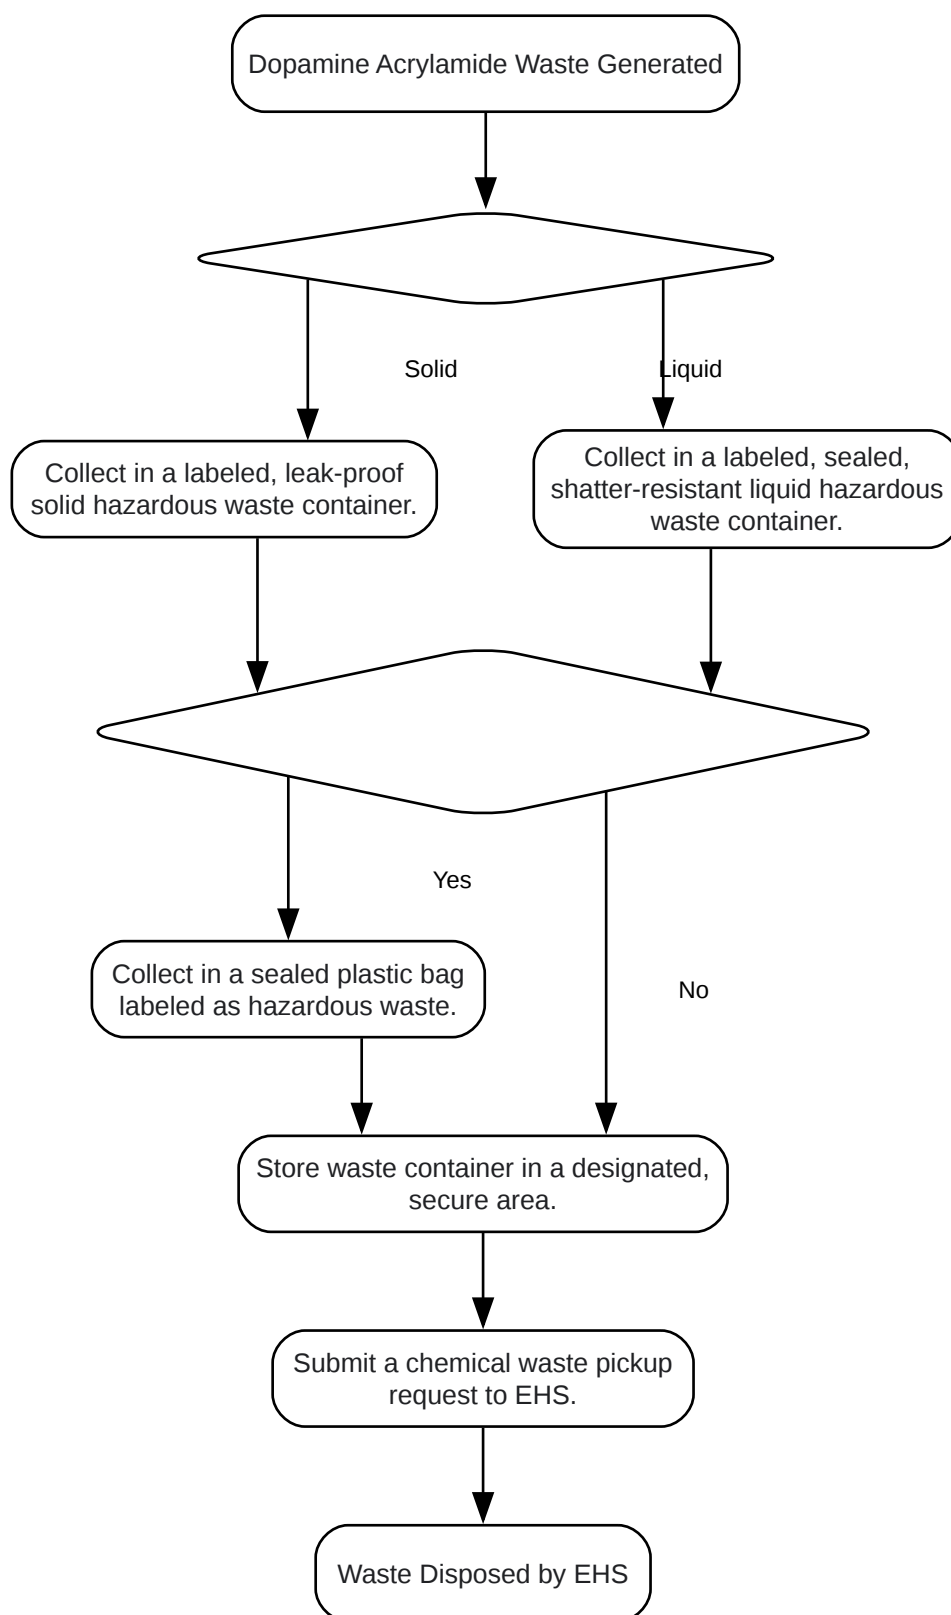 Dopamine Acrylamide Waste Generated
Solid
Liquid
Collect in a labeled, leak-proof
solid hazardous waste container.
Collect in a labeled, sealed,
shatter-resistant liquid hazardous
waste container.
Yes
Collect in a sealed plastic bag
labeled as hazardous waste.
No
Store waste container in a designated,
secure area.
Submit a chemical waste pickup
request to EHS.
Waste Disposed by EHS